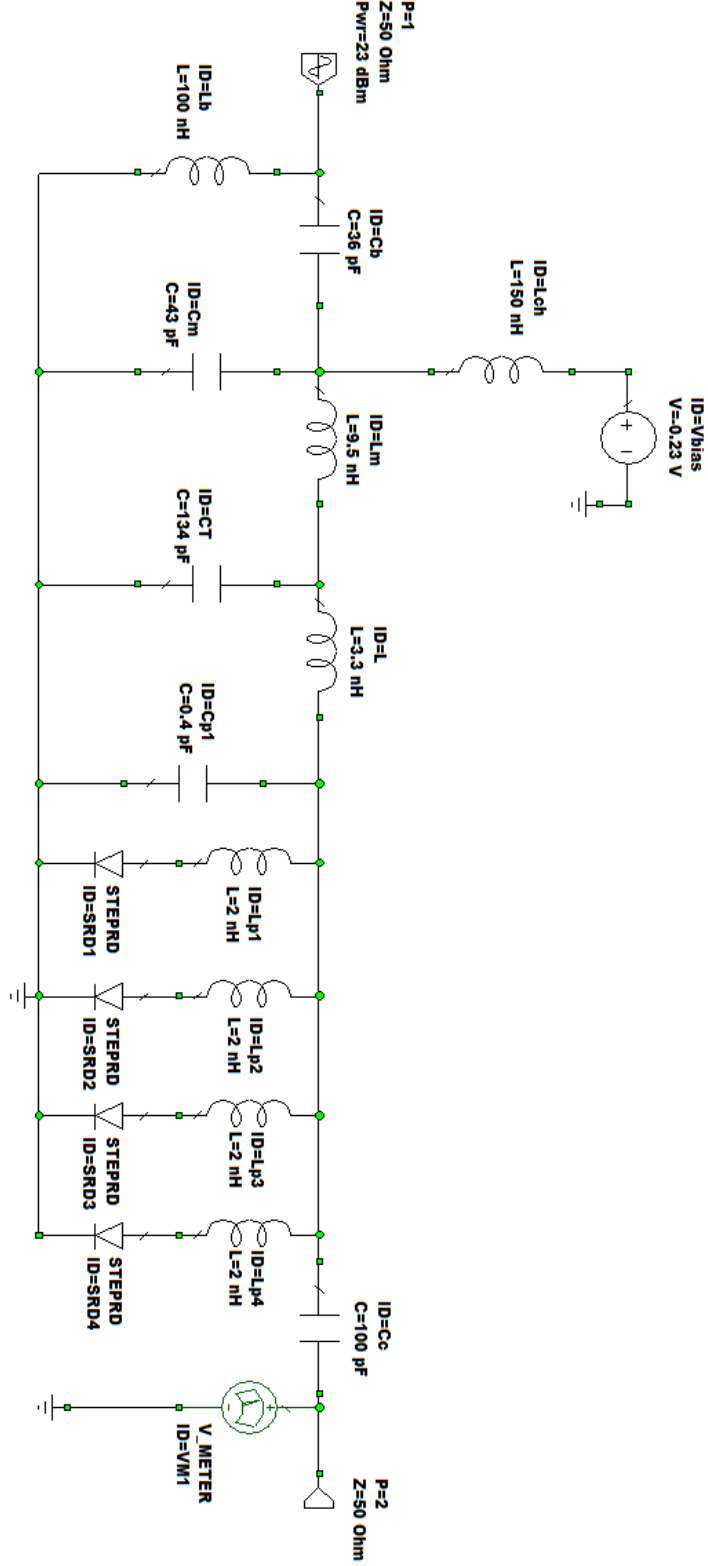 P=1
Z=50 Ohm
Pwr=23 dBm
ID=Lb
L=100 nH
ID=Cb
C=36 pF
ID=Lch
L=150 nH
ID=Vbias
V=-0.23 V
ID=Cm
C=43 pF
ID=Lm
L=9.5 nH
ID=CT
C=134 pF
ID=L
L=3.3 nH
ID=Cp1
C=0.4 pF
ID=Lp1
L=2 nH
STEPRD
ID=SRD1
ID=Lp2
L=2 nH
STEPRD
ID=SRD2
ID=Lp3
L=2 nH
STEPRD
ID=SRD3
ID=Lp4
L=2 nH
STEPRD
ID=SRD4
ID=Cc
C=100 pF
V_METER
ID=VM1
P=2
Z=50 Ohm